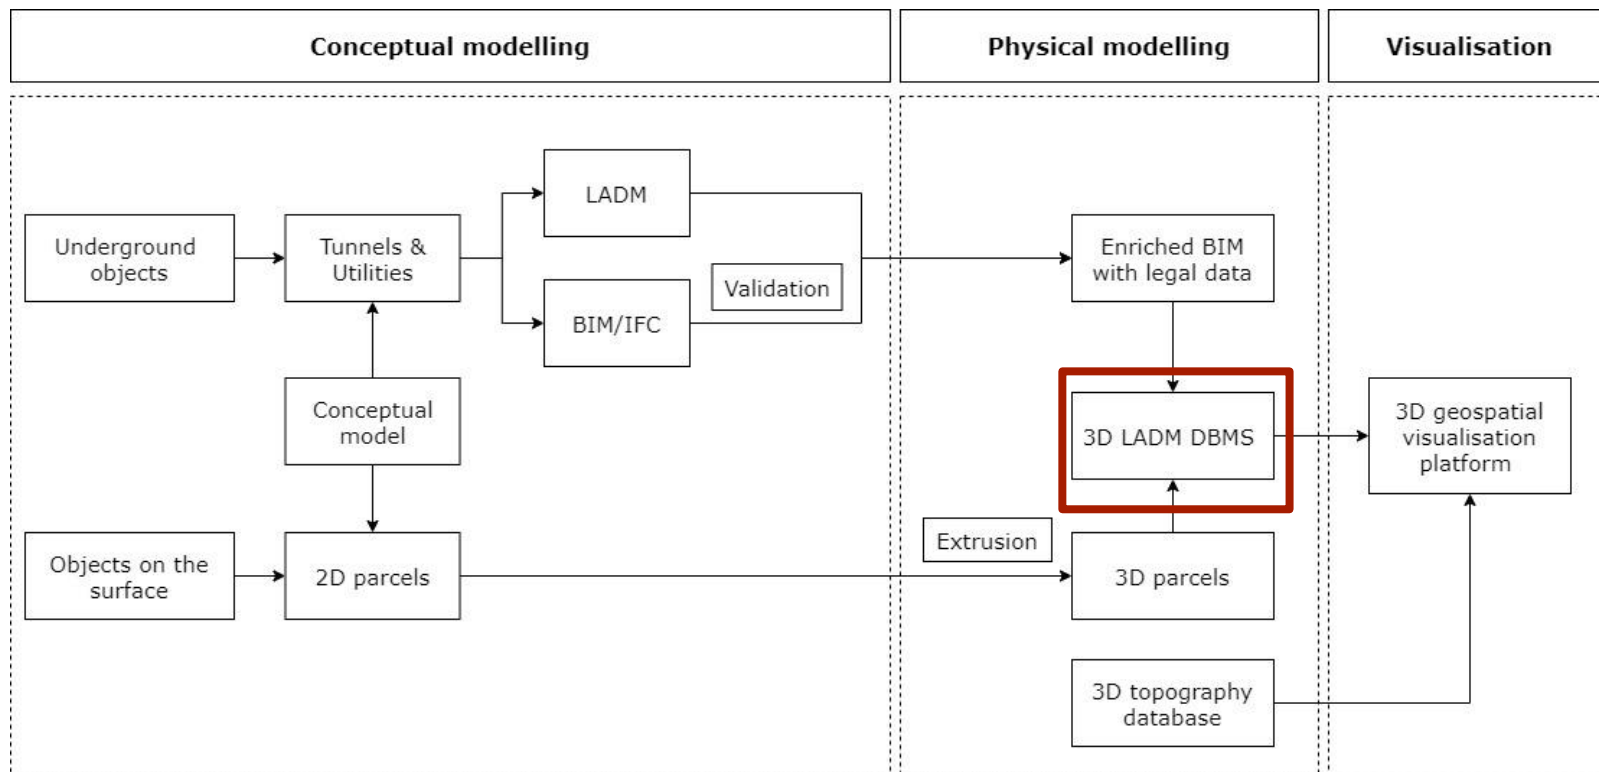 Conceptual modelling
Physical modelling
Visualisation
LADM
Underground
objects
Tunnels &
Utilities
Enriched BIM
with legal data
Validation
BIM/IFC
Conceptual
model
3D LADM DBMS
3D geospatial
visualisation
platform
Extrusion
Objects on the
surface
2D parcels
3D parcels
3D topography
database